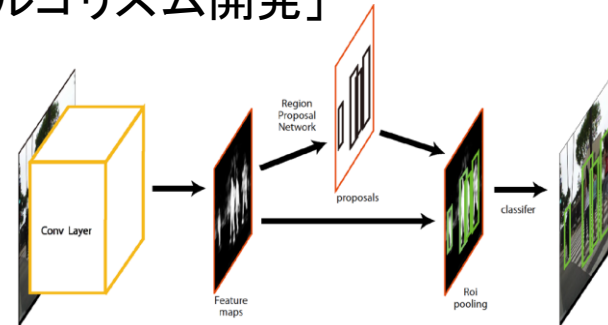 ルゴリズム開発」
Region
Proposal
Network
proposals
Conv Layer
classifer
Feature
maps
Roi
pooling